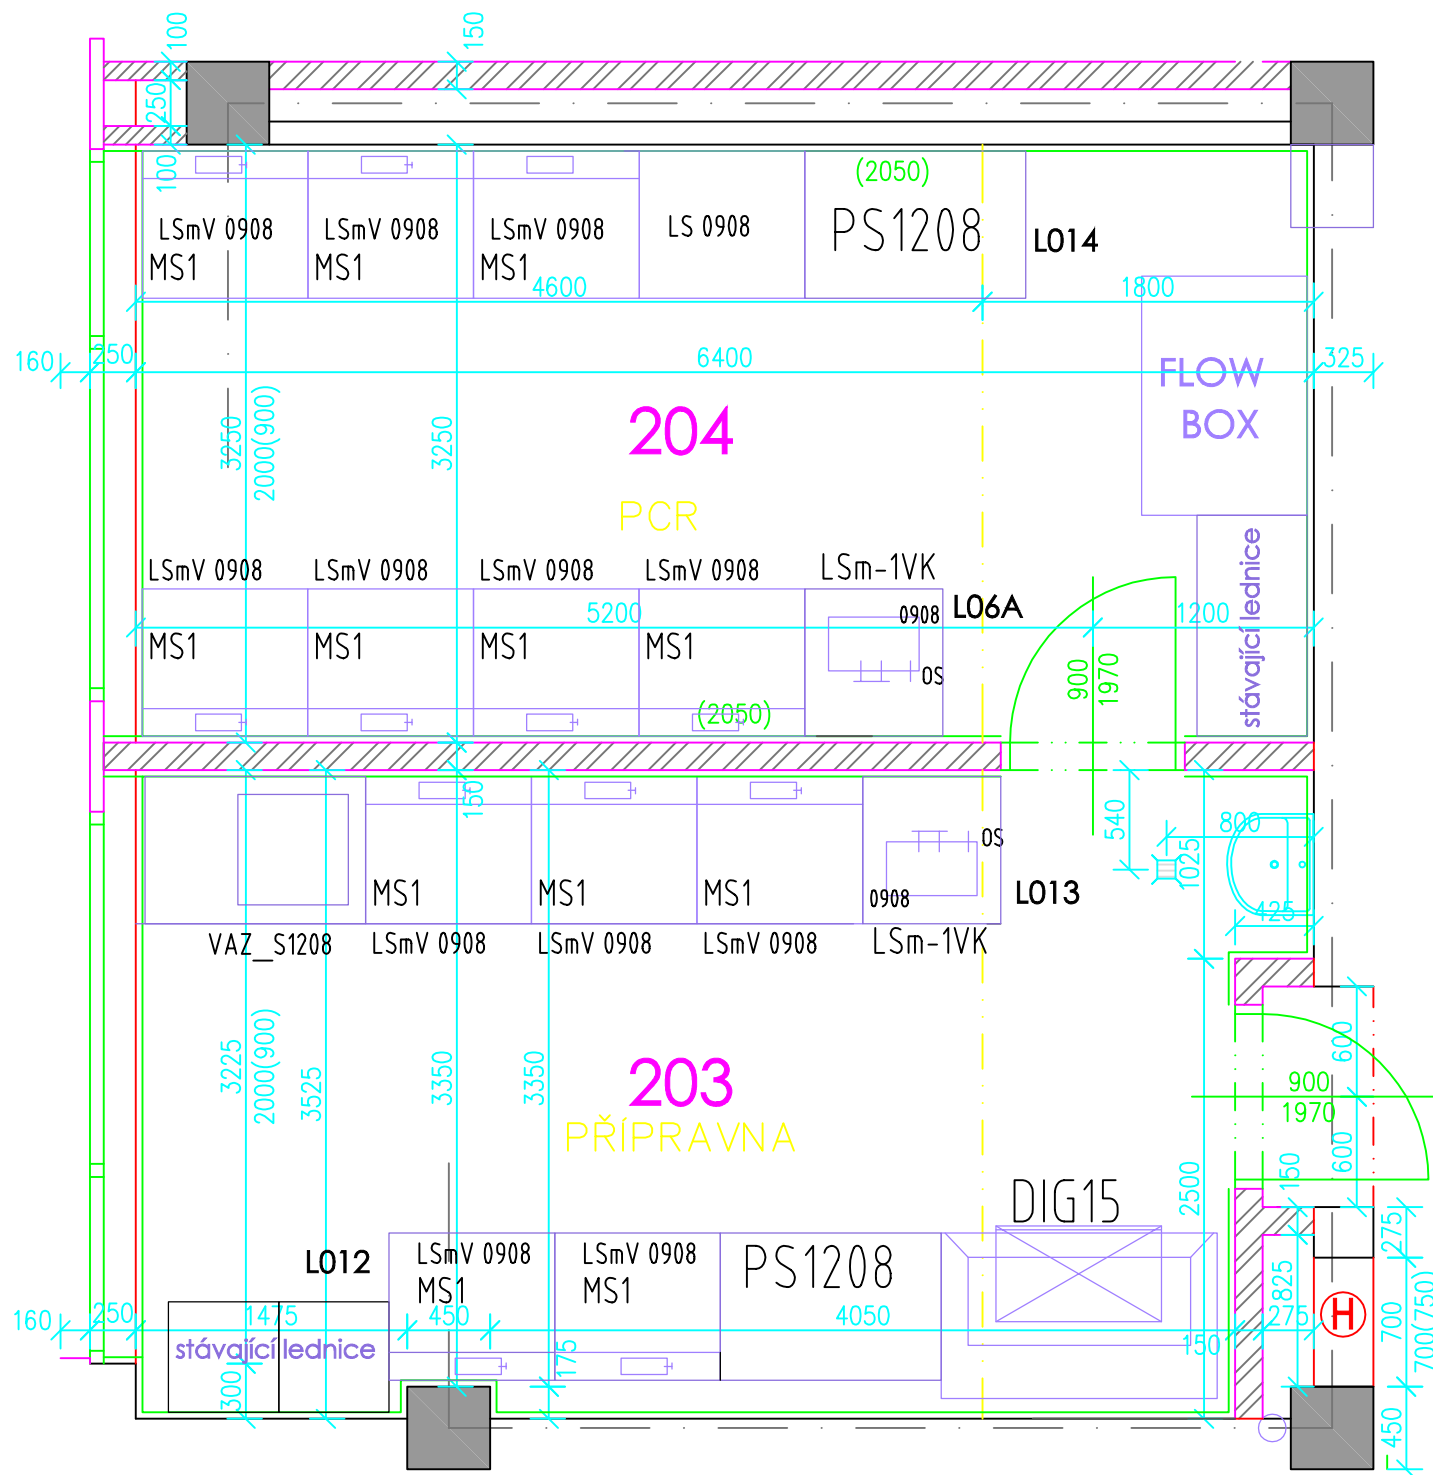 100
150
250
100
(2050)
LSmV 0908
LSmV 0908
LSmV 0908
LS 0908
PS1208
L014
MS1
MS1
MS1
4600
1800
160
250
6400
325
FLOW
BOX
3250
2000(900)
3250
204
PCR
stávající lednice
LSmV 0908
LSmV 0908
LSmV 0908
LSmV 0908
LSm-1VK
0908
L06A
5200
1200
MS1
MS1
MS1
MS1
OS
900
1970
(2050)
150
540
800
1025
OS
MS1
MS1
MS1
0908
L013
425
VAZ_S1208
LSmV 0908
LSmV 0908
LSmV 0908
LSm-1VK
3225
2000(900)
3525
3350
3350
203
PŘÍPRAVNA
600
900
1970
600
150
2500
DIG15
275
L012
LSmV 0908
LSmV 0908
PS1208
MS1
MS1
825
160
250
1475
450
4050
275
H
700
700(750)
stávající lednice
175
150
300
450